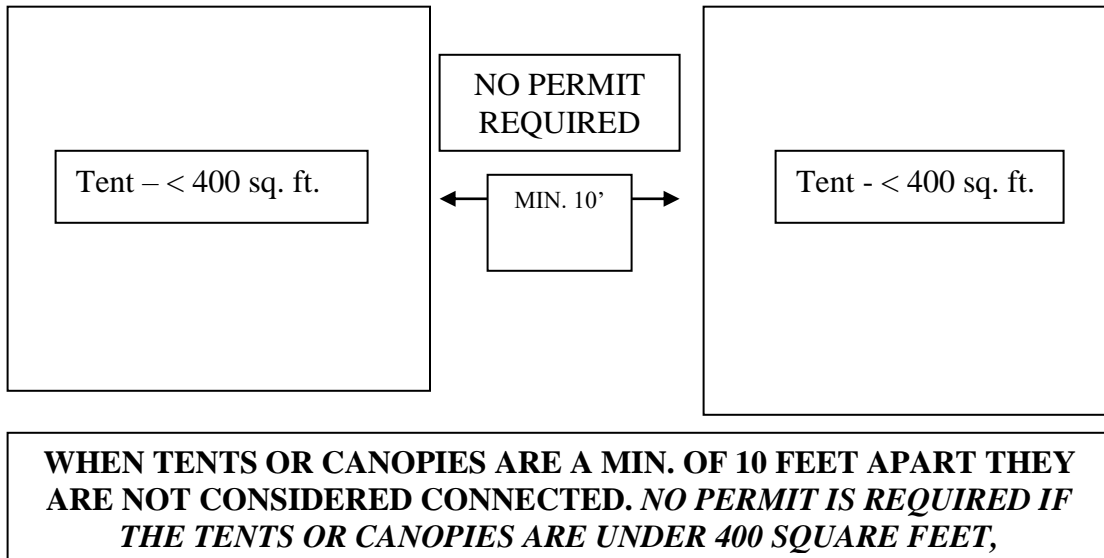 NO PERMIT
REQUIRED
Tent – < 400 sq. ft.
MIN. 10’
Tent - < 400 sq. ft.
WHEN TENTS OR CANOPIES ARE A MIN. OF 10 FEET APART THEY
ARE NOT CONSIDERED CONNECTED. NO PERMIT IS REQUIRED IF
THE TENTS OR CANOPIES ARE UNDER 400 SQUARE FEET,